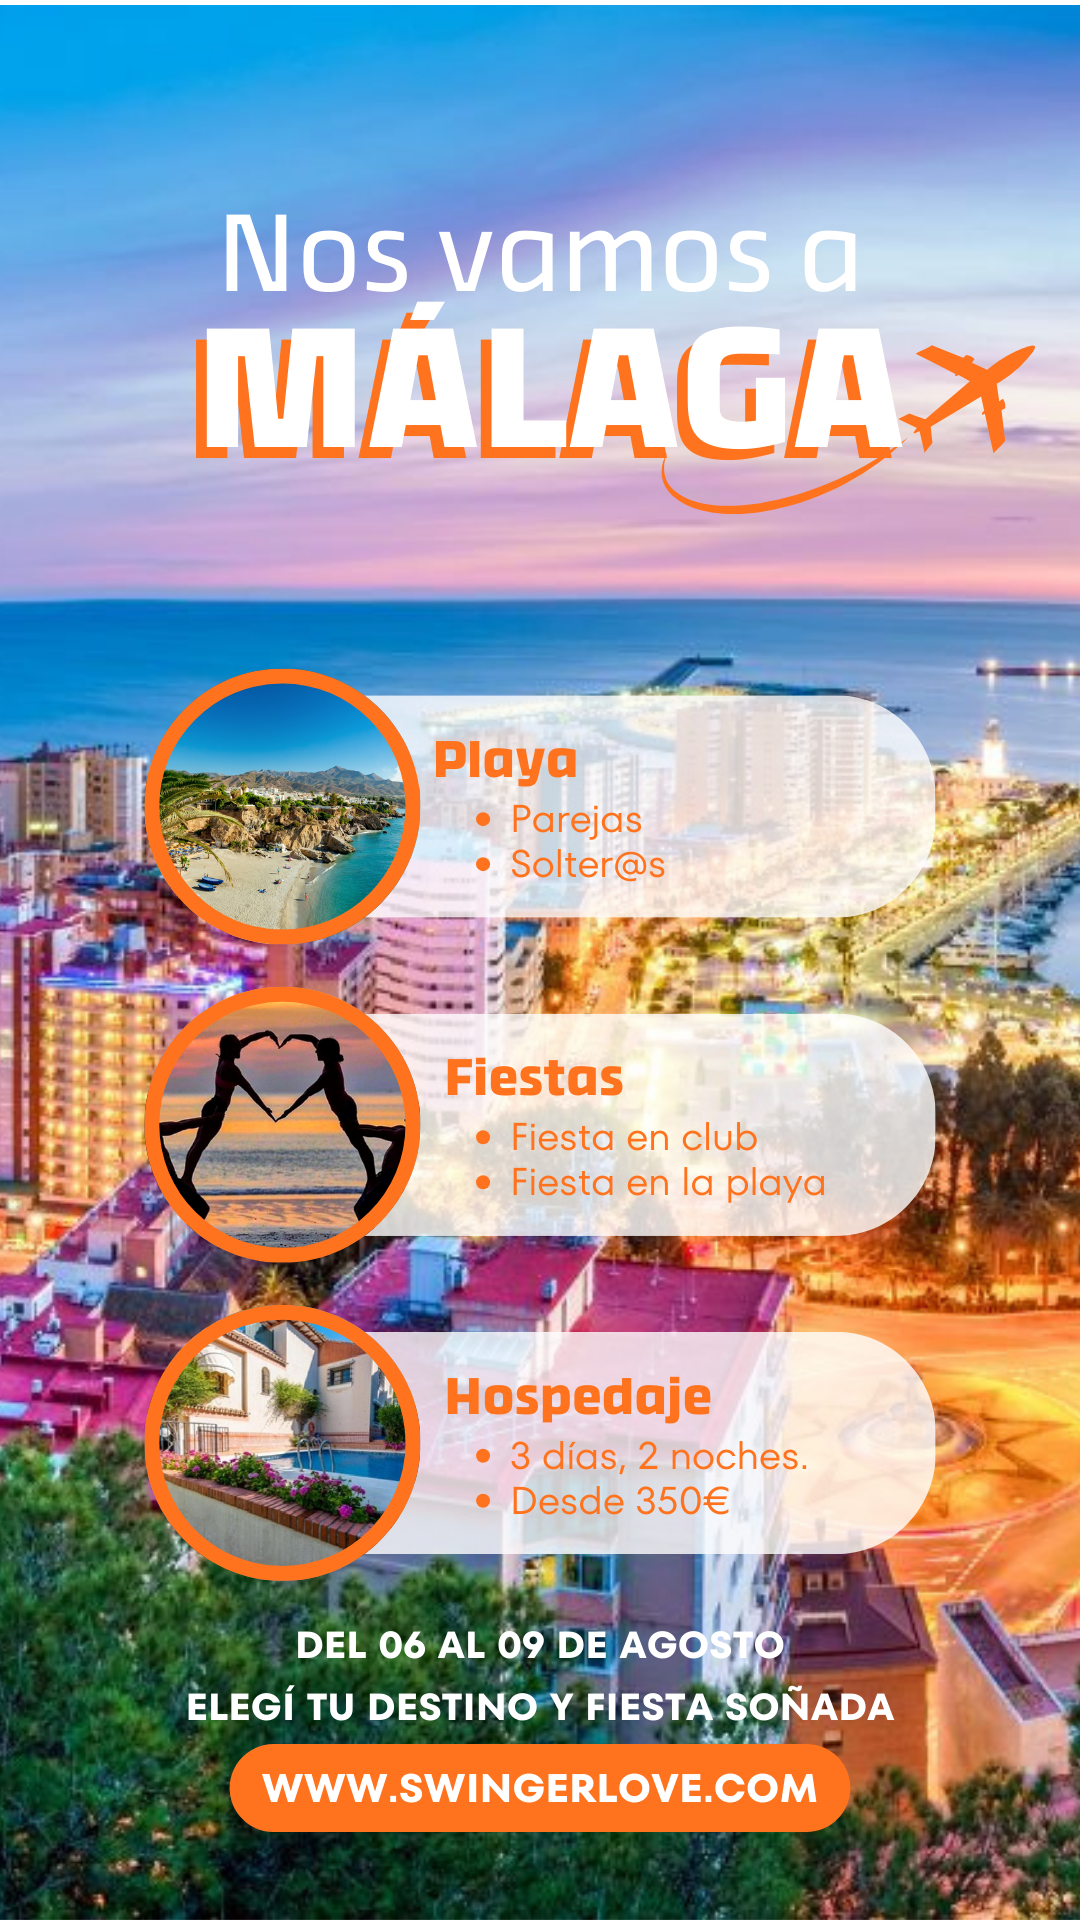 Nos vamos a
MÁLAGA
Playa
• Parejas
• Solter@s
Fiestas
• Fiesta en club
• Fiesta en la playa
Hospedaje
• 3 días, 2 noches.
• Desde 350€
DEL 06 AL 09 DE AGOSTO
ELEGÍ TU DESTINO Y FIESTA SOÑADA
WWW.SWINGERLOVE.COM